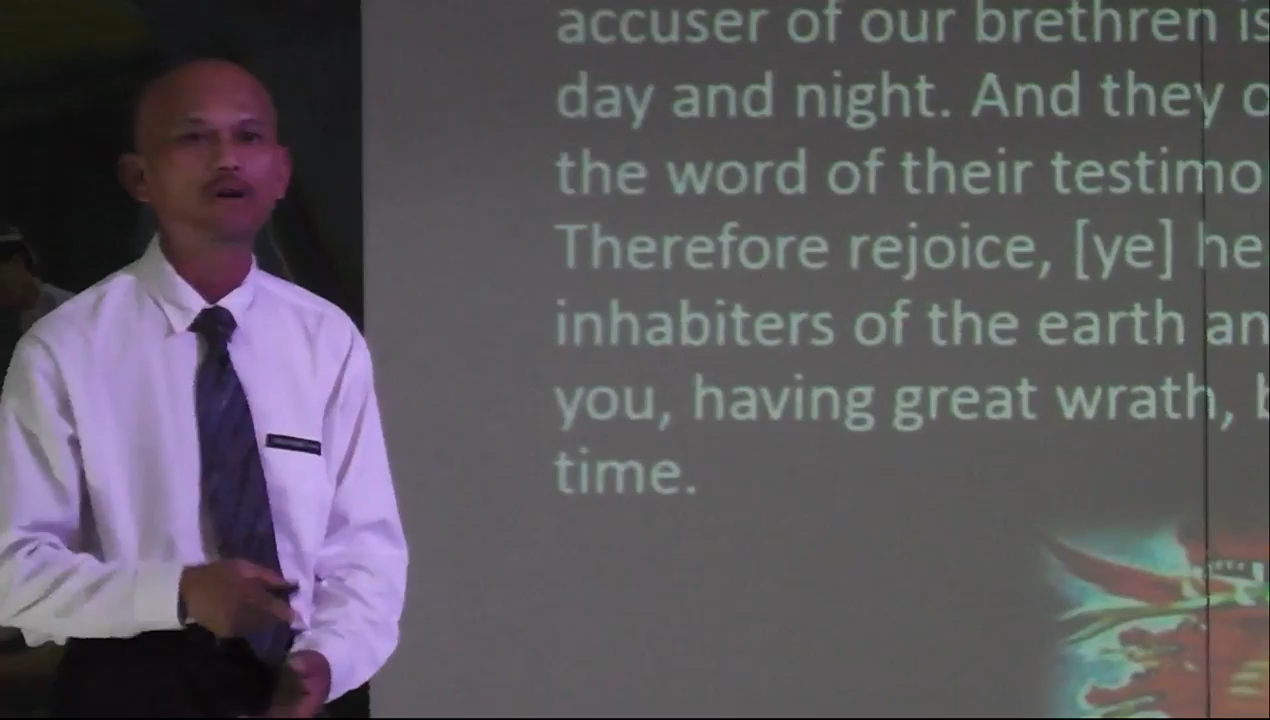 accuser of our brethren is
day and night. And they o
the word of their testimo
Therefore rejoice, [ye] he
inhabiters of the earth an
you, having great wrath, b
time.